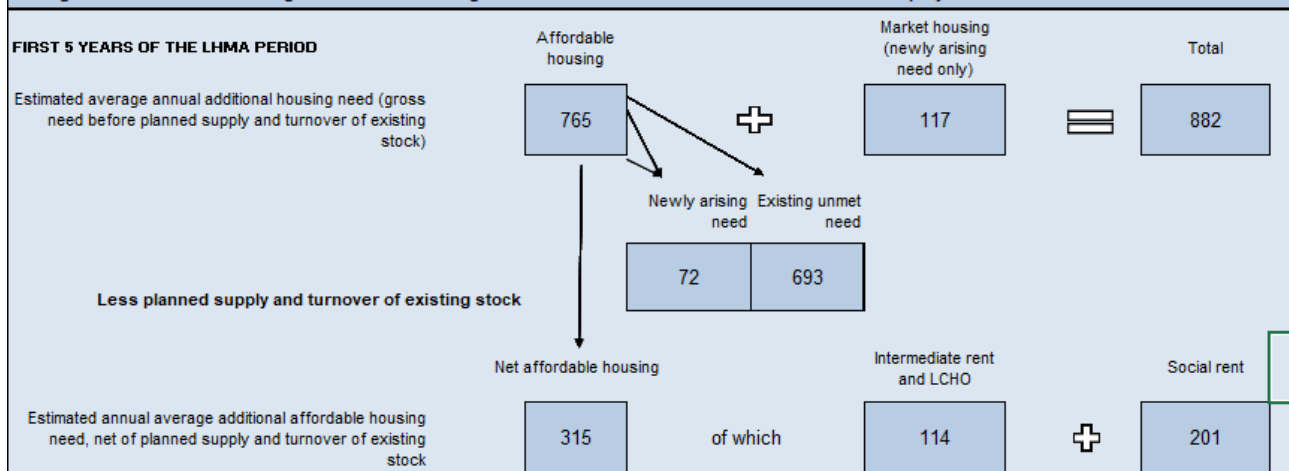 FIRST 5 YEARS OF THE LHMA PERIOD
Affordable
housing
Market housing
(newly arising
need only)
Total
Estimated average annual additional housing need (gross
need before planned supply and turnover of existing
stock)
765
117
882
Newly arising
need
Existing unmet
need
72
693
Less planned supply and turnover of existing stock
Net affordable housing
Intermediate rent
and LCHO
Social rent
Estimated annual average additional affordable housing
need, net of planned supply and turnover of existing
stock
315
of which
114
201